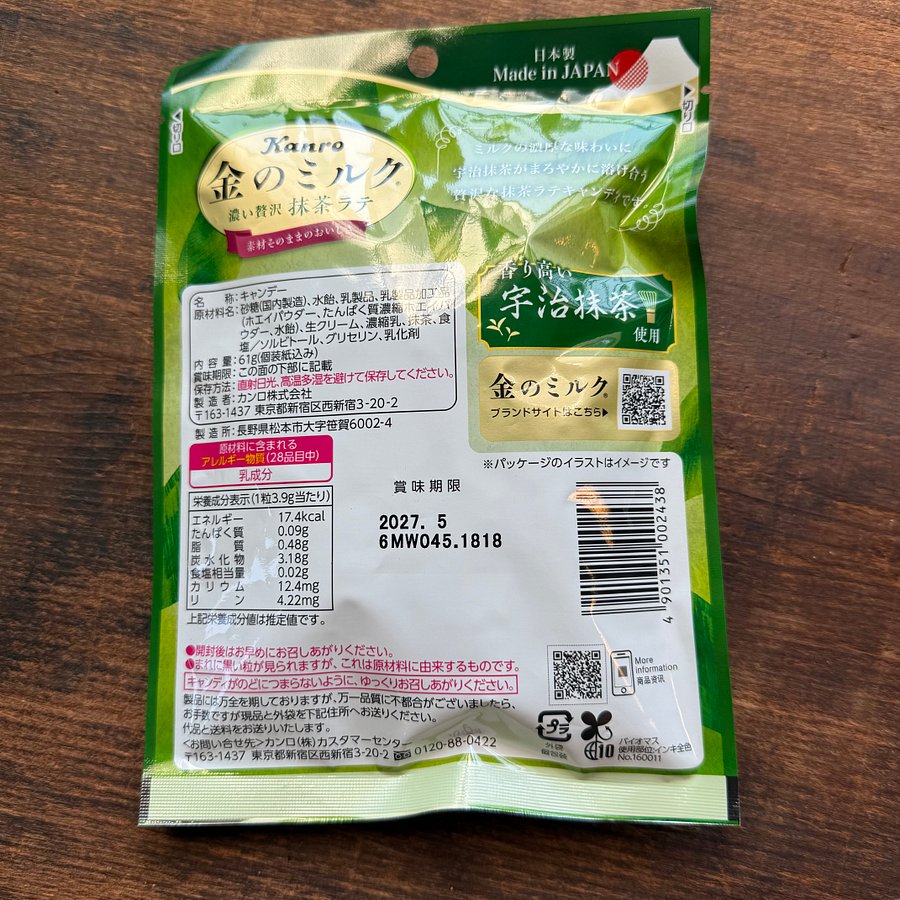 日本製
Made in JAPAN
切り口
切り口
Kanro
金のミルク
濃い贅沢 抹茶ラテ
素材そのままのおいしさ
ミルクの濃厚な味わいに
宇治抹茶がまろやかに溶け合う
贅沢な抹茶ラテキャンディです。
香り高い
宇治抹茶
使用
金のミルク®
ブランドサイトはこちら▶
※パッケージのイラストはイメージです
名 称:キャンデー
原材料名:砂糖(国内製造)、水飴、乳製品、乳製品加工品
(ホエイパウダー、たんぱく質濃縮ホエイパ
ウダー、水飴)、生クリーム、濃縮乳、抹茶、食
塩/ソルビトール、グリセリン、乳化剤
内 容 量:61g(個装紙込み)
賞味期限:この面の下部に記載
保存方法:直射日光、高温多湿を避けて保存してください。
製 造 者:カンロ株式会社
〒163-1437 東京都新宿区西新宿3-20-2
製 造 所:長野県松本市大字笹賀6002-4
原材料に含まれる
アレルギー物質(28品目中)
乳成分
栄養成分表示(1粒3.9g当たり)
エネルギー 17.4kcal
たんぱく質 0.09g
脂 質 0.48g
炭水化物 3.18g
食塩相当量 0.02g
カリウム 12.4mg
リン 4.22mg
上記栄養成分値は推定値です。
賞味期限
2027. 5
6MW045.1818
4 901351 002438
●開封後はお早めにお召しあがりください。
●まれに黒い粒が見られますが、これは原材料に由来するものです。
キャンディがのどにつまらないように、ゆっくりお召しあがりください。
製品には万全を期しておりますが、万一品質に不都合がございましたら、
お手数ですが現品と外袋を下記住所へお送りください。
代品と送料をお送りいたします。
<お問い合せ先>カンロ(株)カスタマーセンター
〒163-1437 東京都新宿区西新宿3-20-2 0120-88-0422
More
information
商品资讯
プラ
外袋
個包装
10
バイオマス
使用部位:インキ全色
No.160011